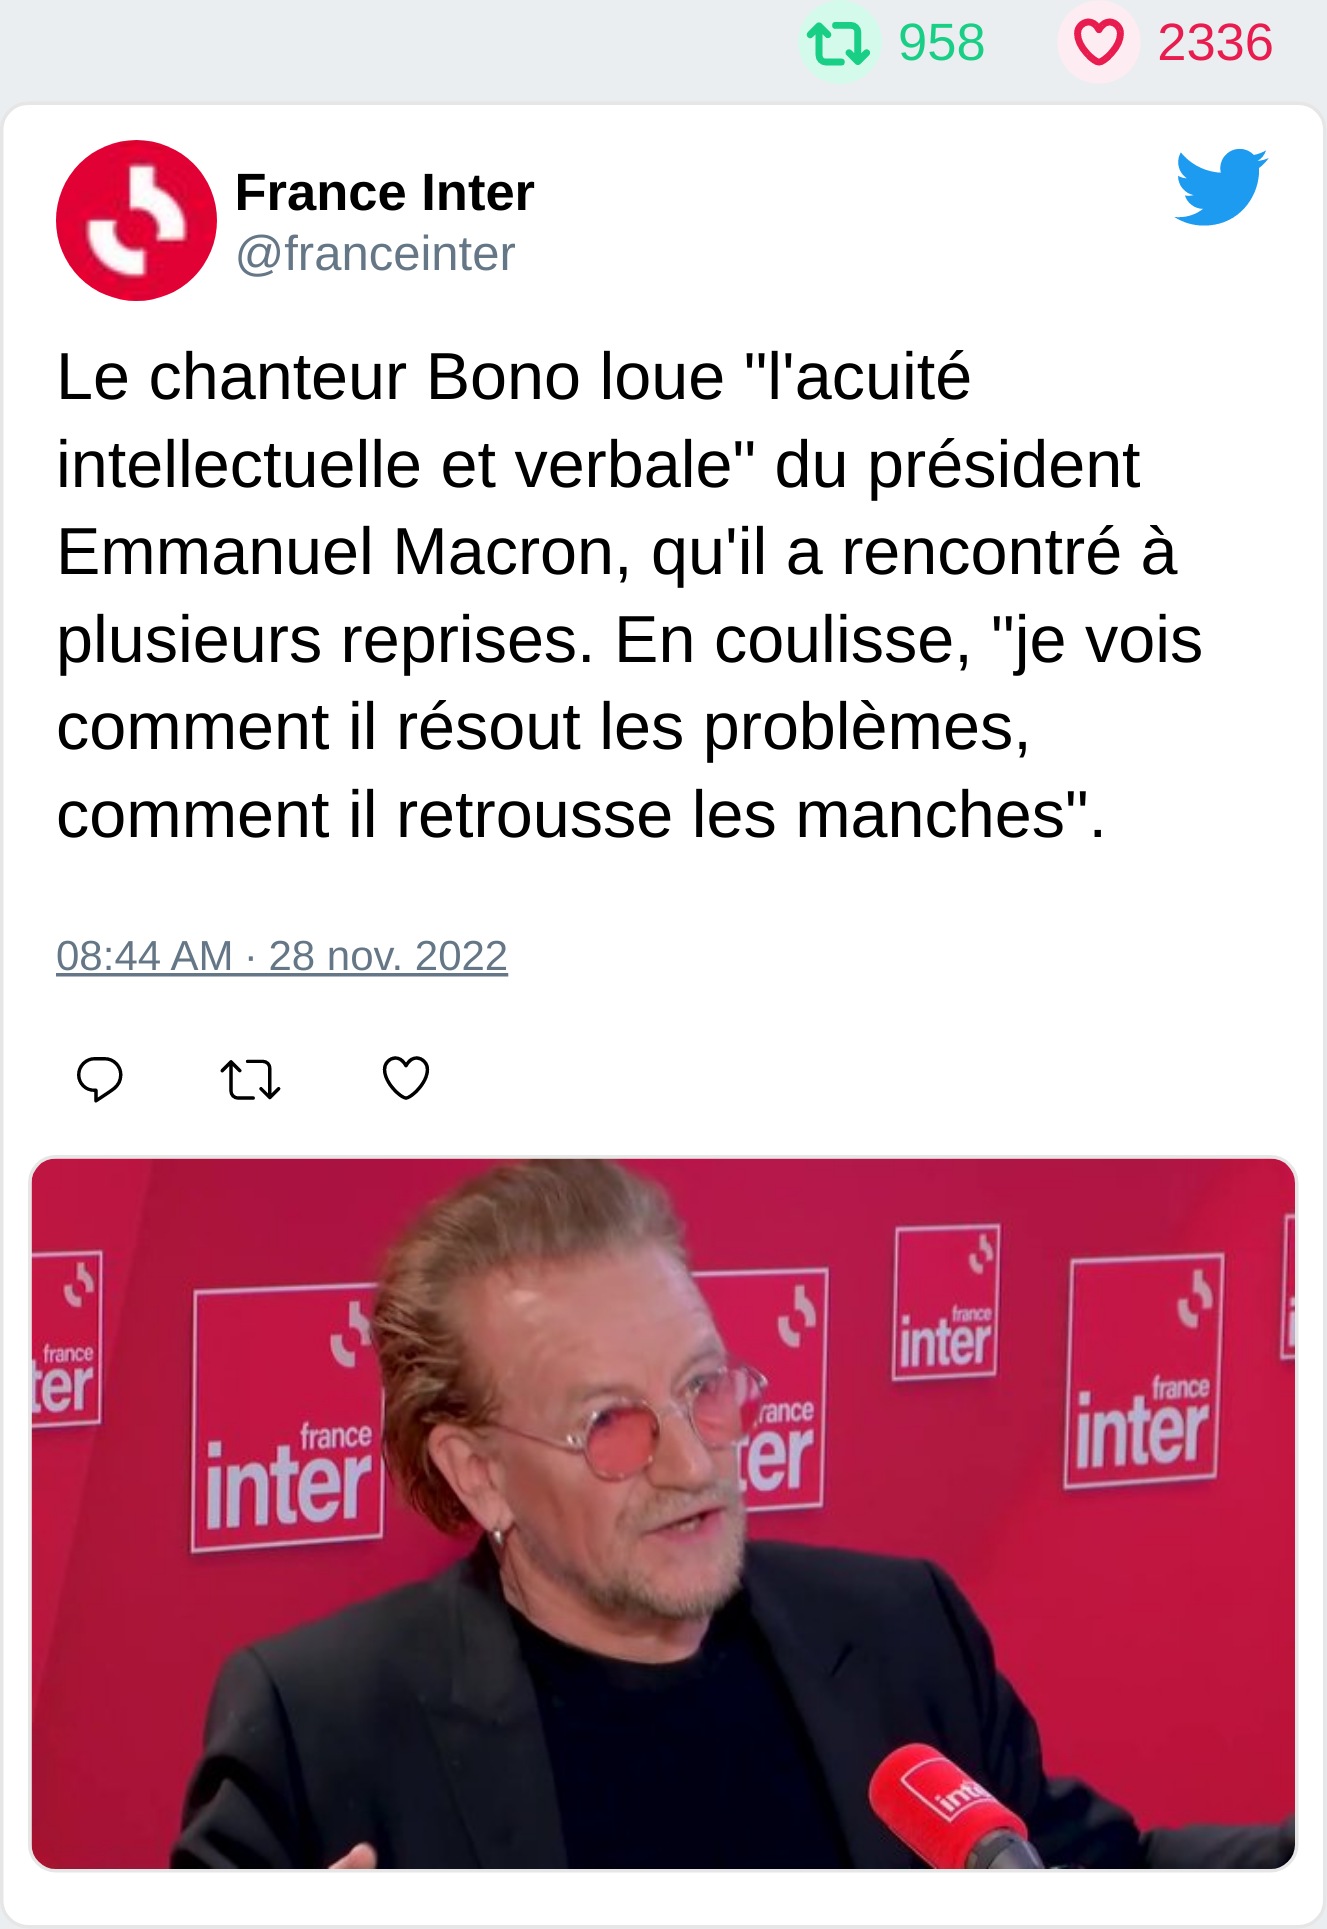 958 2336
France Inter
@franceinter
Le chanteur Bono loue "l'acuité
intellectuelle et verbale" du président
Emmanuel Macron, qu'il a rencontré à
plusieurs reprises. En coulisse, "je vois
comment il résout les problèmes,
comment il retrousse les manches".
08:44 AM · 28 nov. 2022
france
ter
france
inter
rance
ter
france
inter
france
inter
inter